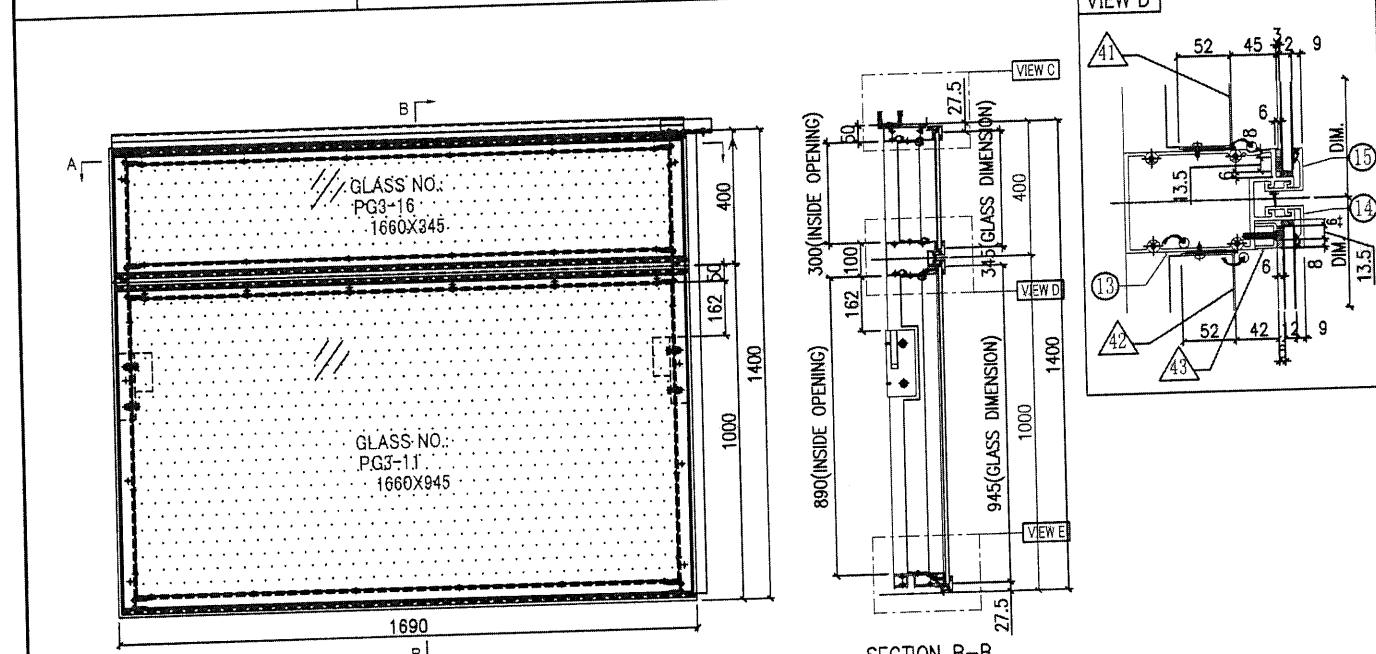 B
A
GLASS NO.:
PG3-16
1660X345
400
50
162
1400
1000
GLASS NO.:
PG3-11
1660X945
1690
B
VIEW C
27.5
50
300(INSIDE OPENING)
345(GLASS DIMENSION)
400
100
VIEW D
162
1400
890(INSIDE OPENING)
945(GLASS DIMENSION)
1000
VIEW E
27.5
SECTION B-B
VIEW D
41
52
45
3
2
9
6
8
DIM.
15
6
13.5
14
6
DIM.
13
6
8
13.5
42
52
42
2
9
43